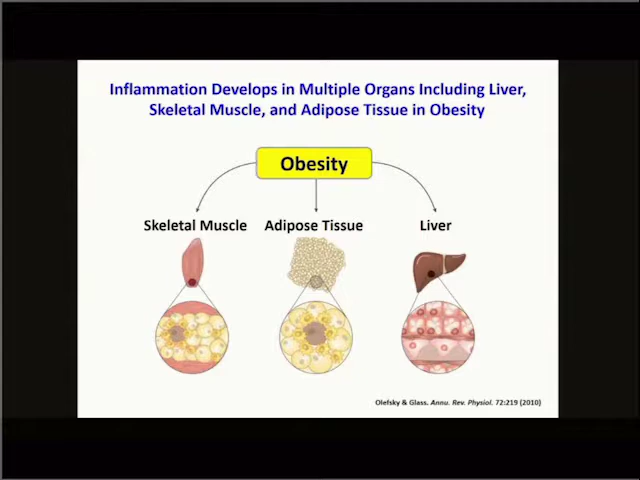 Inflammation Develops in Multiple Organs Including Liver,
Skeletal Muscle, and Adipose Tissue in Obesity
Obesity
Skeletal Muscle
Adipose Tissue
Liver
Olefsky & Glass. Annu. Rev. Physiol. 72:219 (2010)